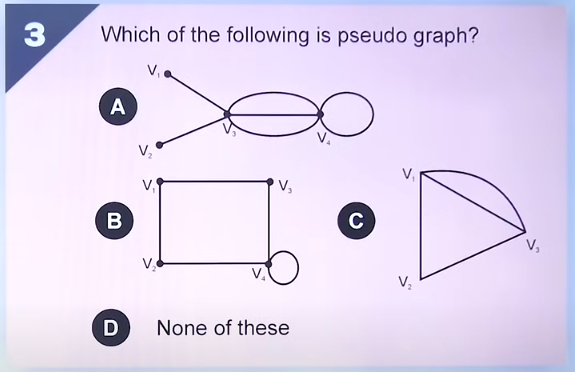 3
Which of the following is pseudo graph?
A
V₁
V₂
V₃
V₄
B
V₁
V₃
V₂
V₄
C
V₁
V₂
V₃
D
None of these